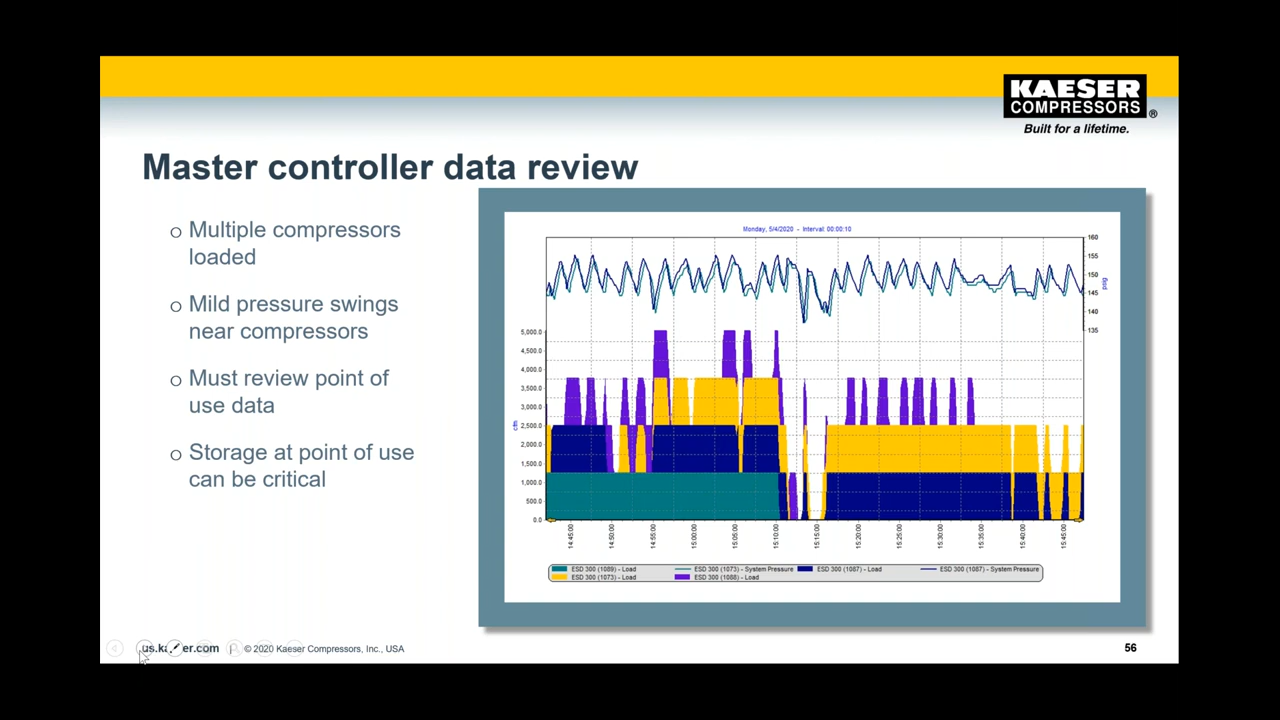 KAESER
COMPRESSORS
®
Built for a lifetime.
Master controller data review
Multiple compressors
loaded
Mild pressure swings
near compressors
Must review point of
use data
Storage at point of use
can be critical
Monday, 5/4/2020 - Interval: 00:00:10
160
155
150
145
140
135
psig
5,000.0
4,500.0
4,000.0
3,500.0
3,000.0
2,500.0
2,000.0
1,500.0
1,000.0
500.0
0.0
cfm
14:45:00
14:50:00
14:55:00
15:00:00
15:05:00
15:10:00
15:15:00
15:20:00
15:25:00
15:30:00
15:35:00
15:40:00
15:45:00
ESD 300 (1089) - Load
ESD 300 (1073) - System Pressure
ESD 300 (1087) - Load
ESD 300 (1087) - System Pressure
ESD 300 (1073) - Load
ESD 300 (1088) - Load
© 2020 Kaeser Compressors, Inc., USA
56